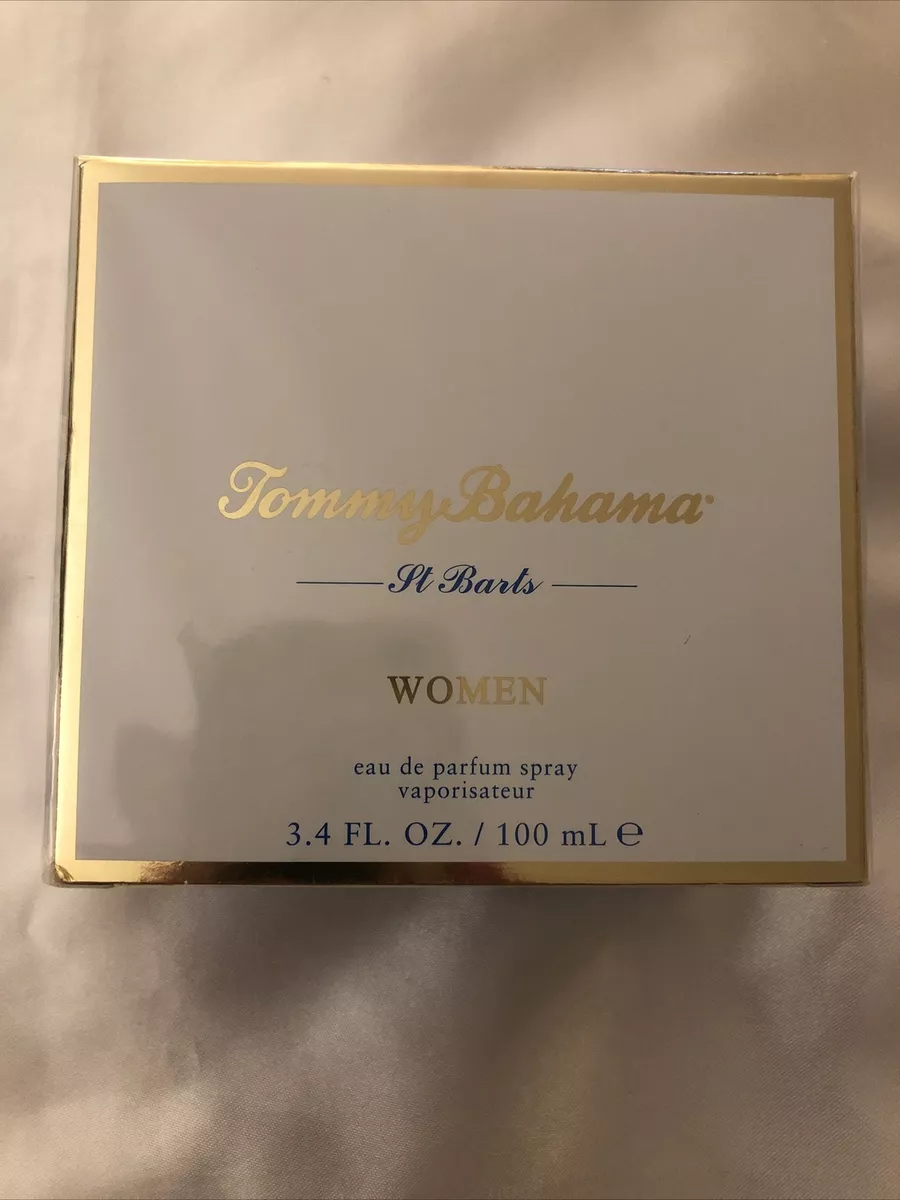 Tommy Bahama
St Barts
WOMEN
eau de parfum spray
vaporisateur
3.4 FL. OZ. / 100 mL ℮